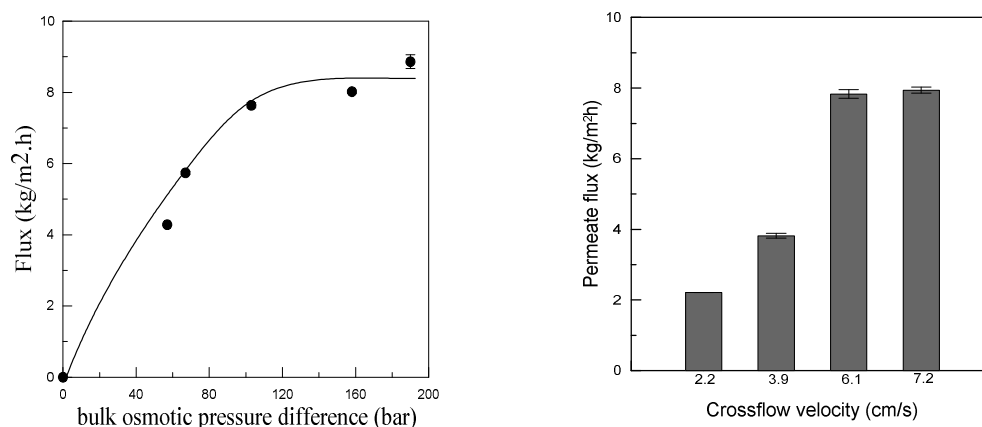 10
8
6
4
2
0
Flux (kg/m2.h)
0 40 80 120 160 200
bulk osmotic pressure difference (bar)
10
8
6
4
2
0
Permeate flux (kg/m²h)
2.2 3.9 6.1 7.2
Crossflow velocity (cm/s)